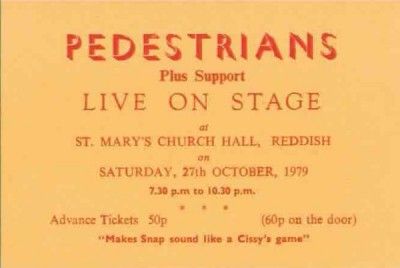 PEDESTRIANS
Plus Support
LIVE ON STAGE
at
ST. MARY'S CHURCH HALL, REDDISH
on
SATURDAY, 27th OCTOBER, 1979
7.30 p.m to 10.30 p.m.
* * *
Advance Tickets 50p (60p on the door)
"Makes Snap sound like a Cissy's game"